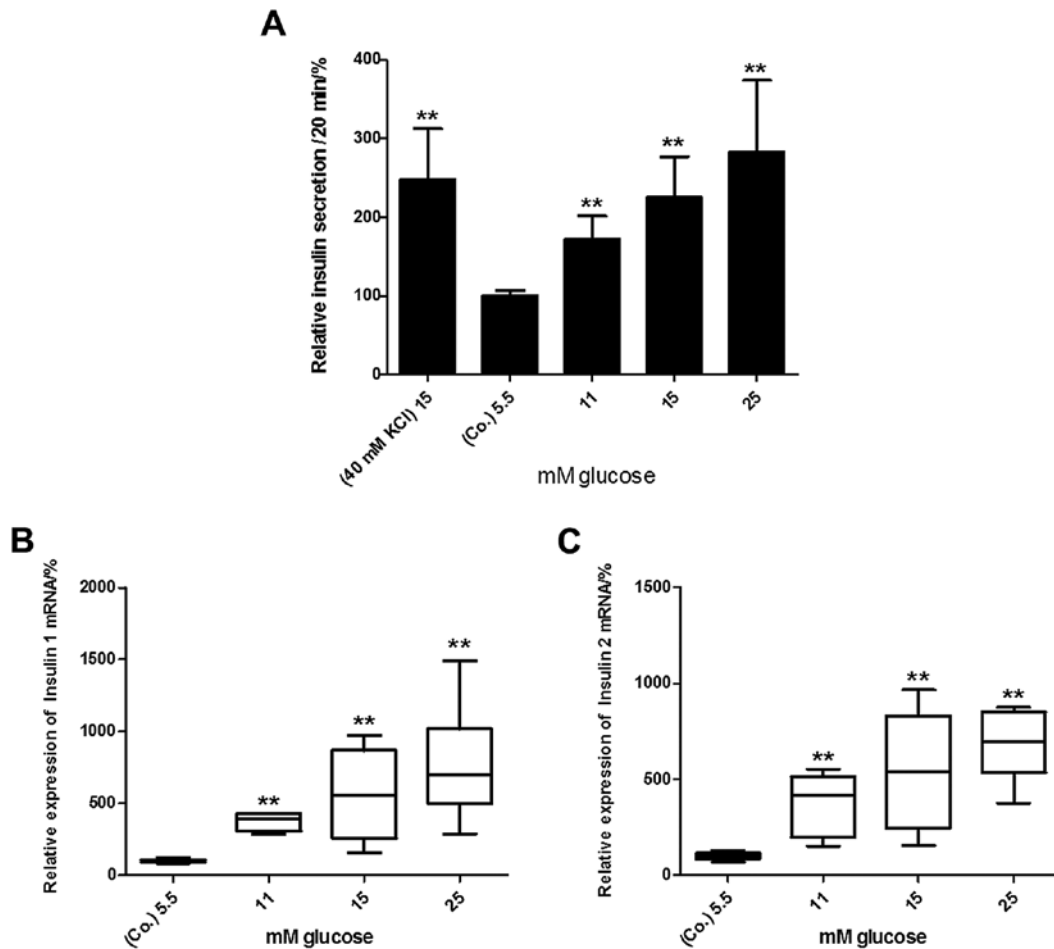 A
Relative insulin secretion /20 min/%
400
300
200
100
0
**
**
**
**
(40 mM KCl) 15
(Co.) 5.5
11
15
25
mM glucose
B
Relative expression of Insulin 1 mRNA/%
2000
1500
1000
500
0
**
**
**
(Co.) 5.5
11
15
25
mM glucose
C
Relative expression of Insulin 2 mRNA/%
1500
1000
500
0
**
**
**
(Co.) 5.5
11
15
25
mM glucose